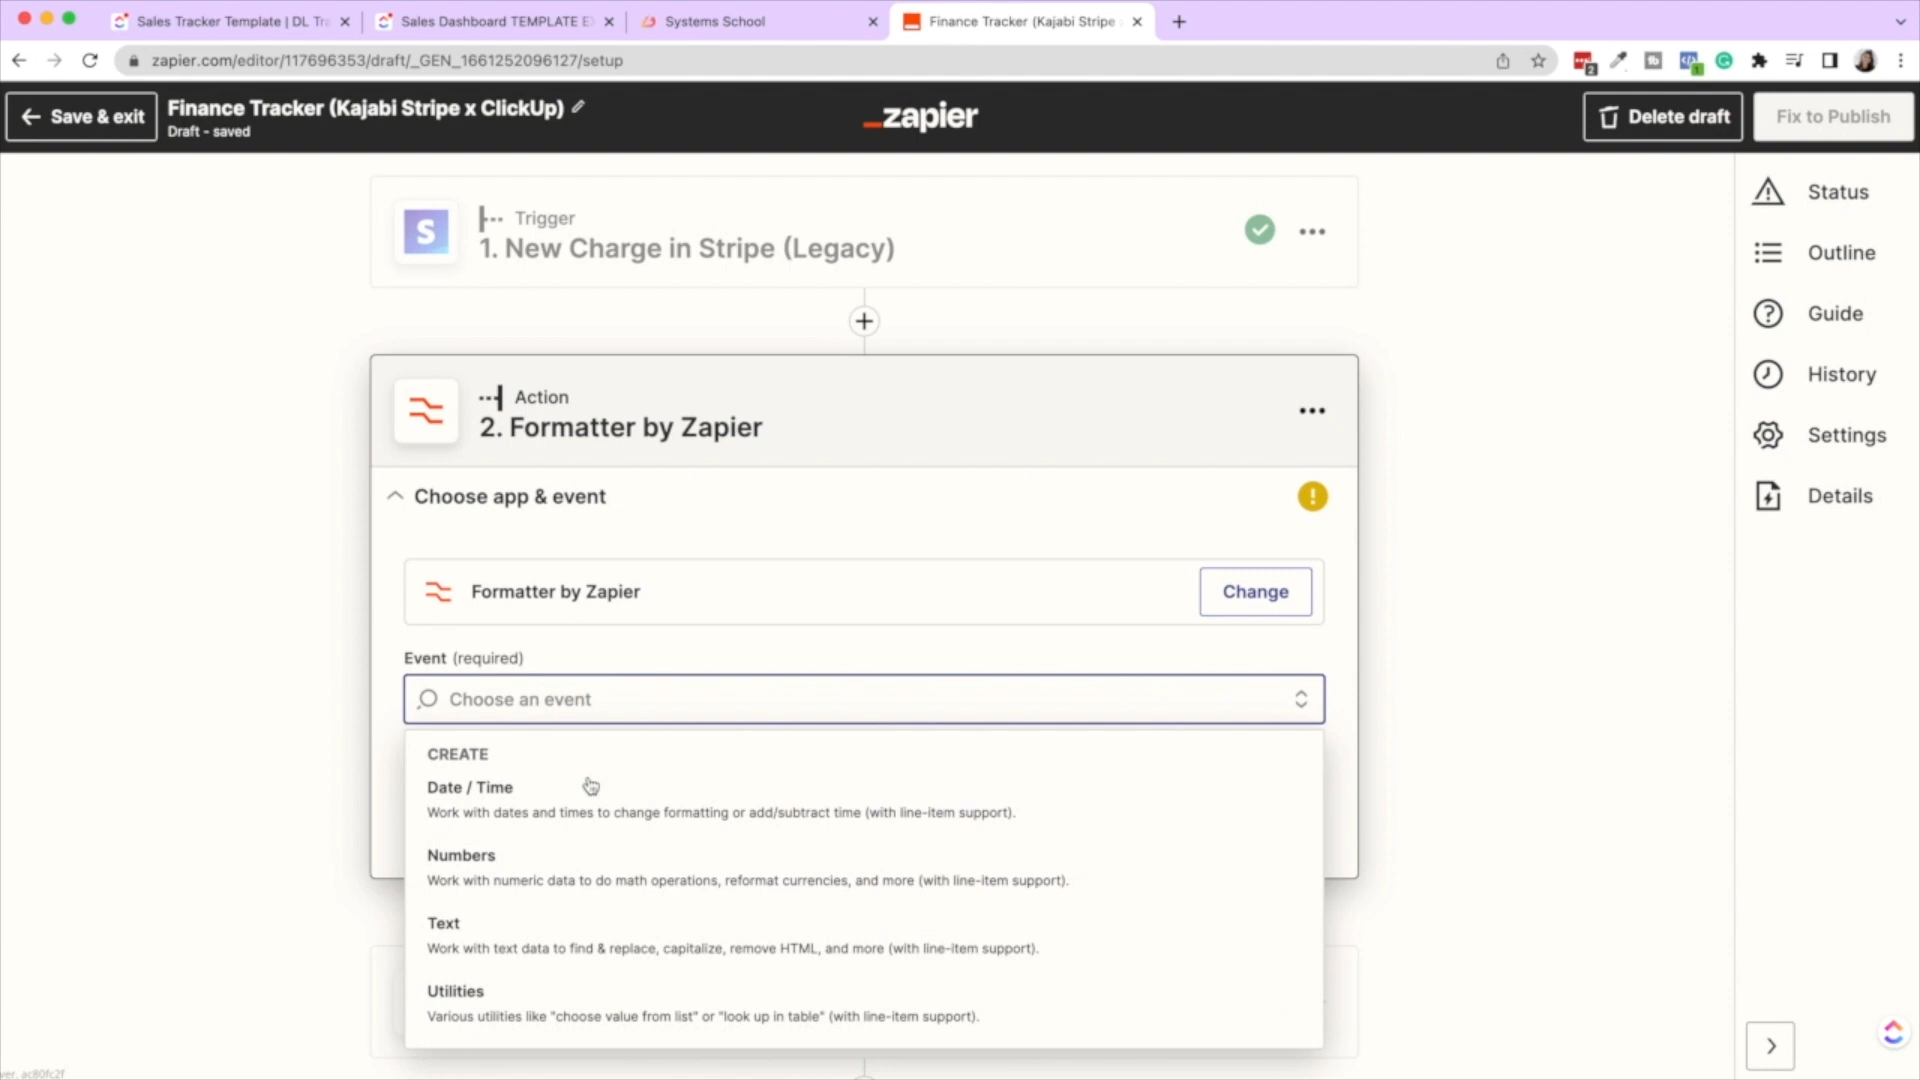 Sales Tracker Template | DL Tra
Sales Dashboard TEMPLATE Ex
Systems School
Finance Tracker (Kajabi Stripe x
zapier.com/editor/117696353/draft/_GEN_1661252096127/setup
2
1
Save & exit
Finance Tracker (Kajabi Stripe x ClickUp)
Draft - saved
_zapier
Delete draft
Fix to Publish
S
Trigger
1. New Charge in Stripe (Legacy)
Action
2. Formatter by Zapier
Choose app & event
!
Formatter by Zapier
Change
Event (required)
Choose an event
CREATE
Date / Time
Work with dates and times to change formatting or add/subtract time (with line-item support).
Numbers
Work with numeric data to do math operations, reformat currencies, and more (with line-item support).
Text
Work with text data to find & replace, capitalize, remove HTML, and more (with line-item support).
Utilities
Various utilities like "choose value from list" or "look up in table" (with line-item support).
Status
Outline
Guide
History
Settings
Details
ver. ac80fc2f